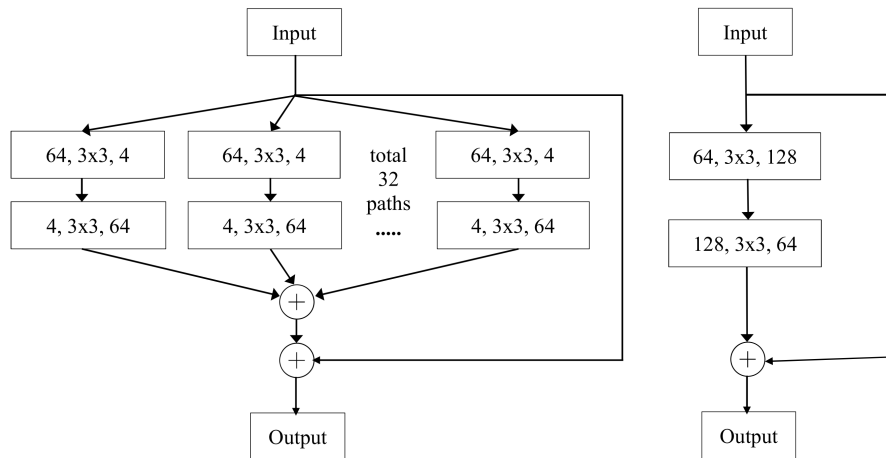 Input
64, 3x3, 4
64, 3x3, 4
total
32
paths
.....
64, 3x3, 4
4, 3x3, 64
4, 3x3, 64
4, 3x3, 64
+
+
Output
Input
64, 3x3, 128
128, 3x3, 64
+
Output